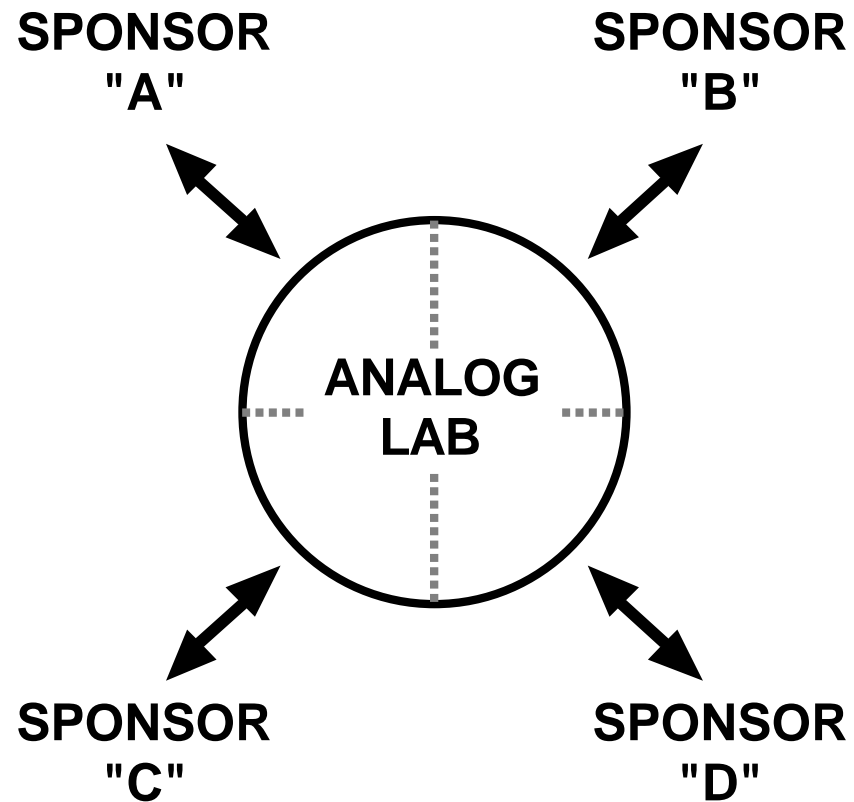 SPONSOR
"A"
SPONSOR
"B"
ANALOG
LAB
SPONSOR
"C"
SPONSOR
"D"